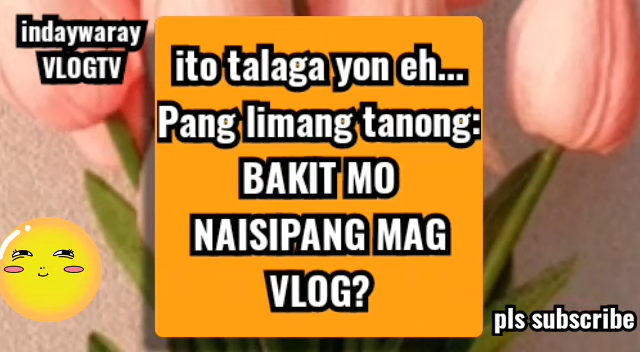 indaywaray
VLOGTV
ito talaga yon eh...
Pang limang tanong:
BAKIT MO
NAISIPANG MAG
VLOG?
pls subscribe